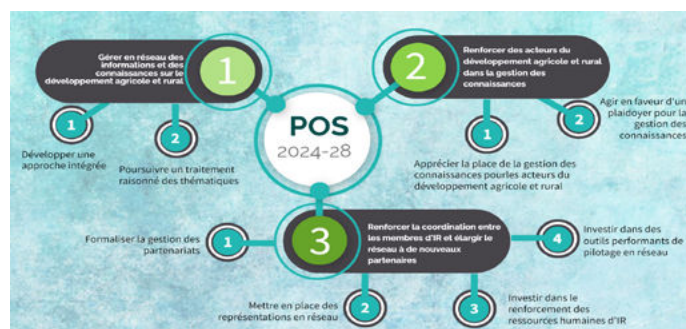 Gérer en réseau des
informations et des
connaissances sur le
développement agricole et rural
1
1
Développer une
approche intégrée
2
Poursuivre un traitement
raisonné des thématiques
POS
2024-28
2
Renforcer des acteurs du
développement agricole et rural
dans la gestion des
connaissances
1
Apprécier la place de la gestion des
connaissances pourles acteurs du
développement agricole et rural
2
Agir en faveur d'un
plaidoyer pour la
gestion des
connaissances
3
Renforcer la coordination entre
les membres d'IR et élargir le
réseau à de nouveaux
partenaires
1
Formaliser la gestion des
partenariats
2
Mettre en place des
représentations en réseau
3
Investir dans le
renforcement des
ressources humaines d'IR
4
Investir dans des
outils performants de
pilotage en réseau